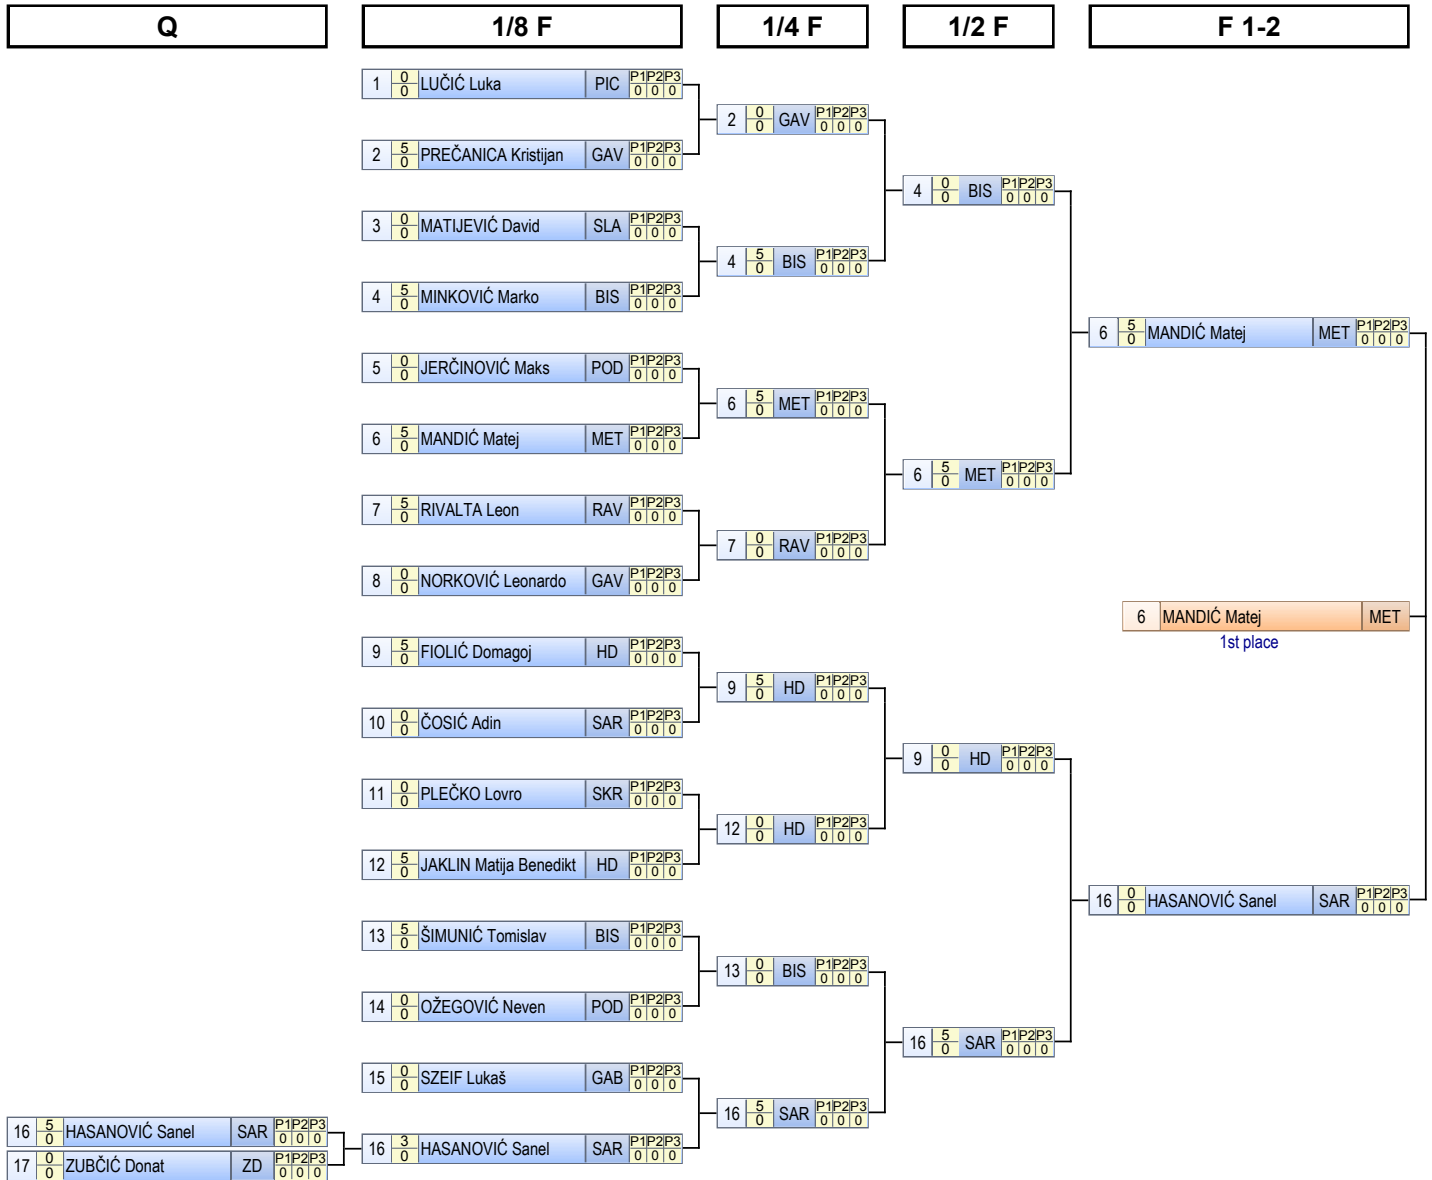 Q 1/8 F 1/4 F 1/2 F F 1-2
1 0 0 LUČIĆ Luka PIC P1 P2 P3 0 0 0
2 0 0 GAV P1 P2 P3 0 0 0
2 5 0 PREČANICA Kristijan GAV P1 P2 P3 0 0 0
4 0 0 BIS P1 P2 P3 0 0 0
3 0 0 MATIJEVIĆ David SLA P1 P2 P3 0 0 0
4 5 0 BIS P1 P2 P3 0 0 0
4 5 0 MINKOVIĆ Marko BIS P1 P2 P3 0 0 0
6 5 0 MANDIĆ Matej MET P1 P2 P3 0 0 0
5 0 0 JERČINOVIĆ Maks POD P1 P2 P3 0 0 0
6 5 0 MET P1 P2 P3 0 0 0
6 5 0 MANDIĆ Matej MET P1 P2 P3 0 0 0
6 5 0 MET P1 P2 P3 0 0 0
7 5 0 RIVALTA Leon RAV P1 P2 P3 0 0 0
7 0 0 RAV P1 P2 P3 0 0 0
8 0 0 NORKOVIĆ Leonardo GAV P1 P2 P3 0 0 0
6 MANDIĆ Matej MET
1st place
9 5 0 FIOLIĆ Domagoj HD P1 P2 P3 0 0 0
9 5 0 HD P1 P2 P3 0 0 0
10 0 0 ČOSIĆ Adin SAR P1 P2 P3 0 0 0
9 0 0 HD P1 P2 P3 0 0 0
11 0 0 PLEČKO Lovro SKR P1 P2 P3 0 0 0
12 0 0 HD P1 P2 P3 0 0 0
12 5 0 JAKLIN Matija Benedikt HD P1 P2 P3 0 0 0
16 0 0 HASANOVIĆ Sanel SAR P1 P2 P3 0 0 0
13 5 0 ŠIMUNIĆ Tomislav BIS P1 P2 P3 0 0 0
13 0 0 BIS P1 P2 P3 0 0 0
14 0 0 OŽEGOVIĆ Neven POD P1 P2 P3 0 0 0
16 5 0 SAR P1 P2 P3 0 0 0
15 0 0 SZEIF Lukaš GAB P1 P2 P3 0 0 0
16 5 0 SAR P1 P2 P3 0 0 0
16 5 0 HASANOVIĆ Sanel SAR P1 P2 P3 0 0 0
16 3 0 HASANOVIĆ Sanel SAR P1 P2 P3 0 0 0
17 0 0 ZUBČIĆ Donat ZD P1 P2 P3 0 0 0